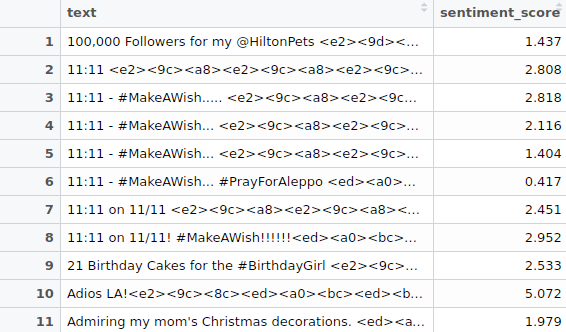 text sentiment_score
1 100,000 Followers for my @HiltonPets <e2><9d><... 1.437
2 11:11 <e2><9c><a8><e2><9c><a8><e2><9c>... 2.808
3 11:11 - #MakeAWish..... <e2><9c><a8><e2><9c... 2.818
4 11:11 - #MakeAWish... <e2><9c><a8><e2><9c>... 2.116
5 11:11 - #MakeAWish... <e2><9c><a8><e2><9c>... 1.404
6 11:11 - #MakeAWish... #PrayForAleppo <ed><a0>... 0.417
7 11:11 on 11/11 <e2><9c><a8><e2><9c><a8><... 2.451
8 11:11 on 11/11! #MakeAWish!!!!!!<ed><a0><bc>... 2.952
9 21 Birthday Cakes for the #BirthdayGirl <e2><9c>... 2.533
10 Adios LA!<e2><9c><8c><ed><a0><bc><ed><b... 5.072
11 Admiring my mom's Christmas decorations. <ed><a... 1.979